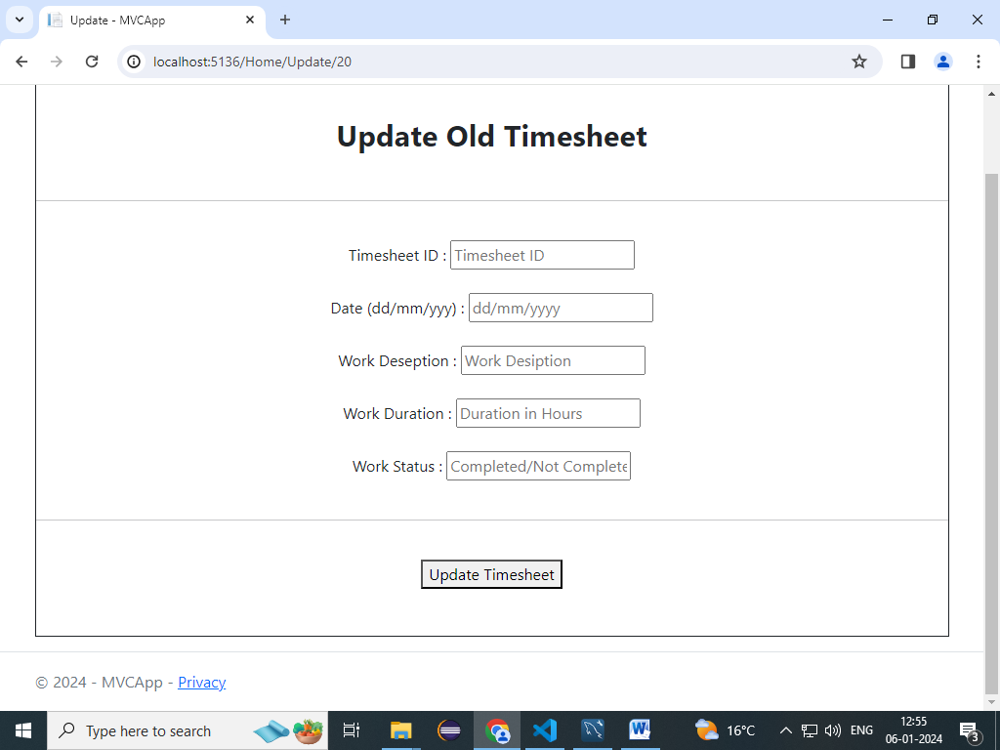 Update - MVCApp
localhost:5136/Home/Update/20
Update Old Timesheet
Timesheet ID : Timesheet ID
Date (dd/mm/yyy) : dd/mm/yyyy
Work Deseption : Work Desiption
Work Duration : Duration in Hours
Work Status : Completed/Not Complete
Update Timesheet
© 2024 - MVCApp - Privacy
Type here to search
16°C
ENG
12:55
06-01-2024
3